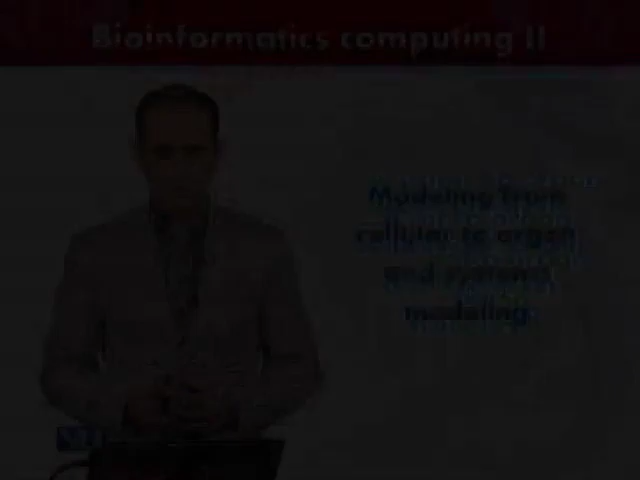 Bioinformatics computing II
Modeling from
cellular to organ
and systems
modeling